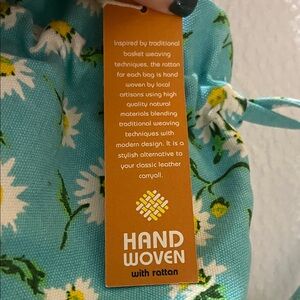 Inspired by traditional
basket weaving
techniques, the rattan
for each bag is hand
woven by local
artisans using high
quality natural
materials blending
traditional weaving
techniques with
modern design. It is a
stylish alternative to
your classic leather
carryall.
HAND
WOVEN
with rattan